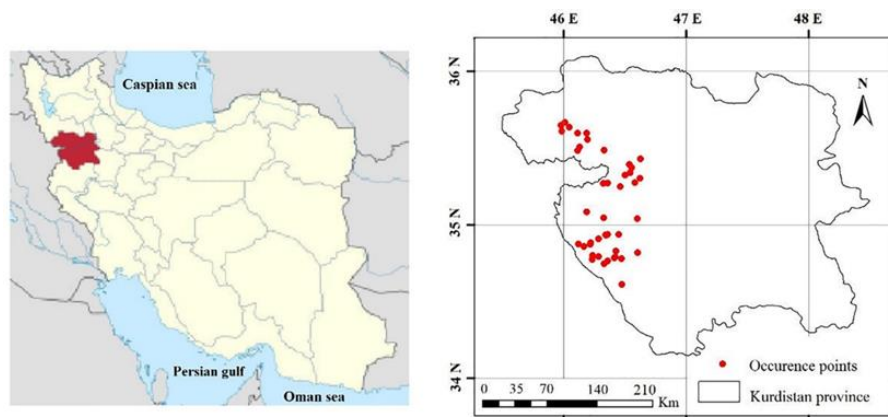 Caspian sea
Persian gulf
Oman sea
46 E 47 E 48 E
36 N
35 N
34 N
N
Occurence points
Kurdistan province
0 15 35 70 140 210
Km